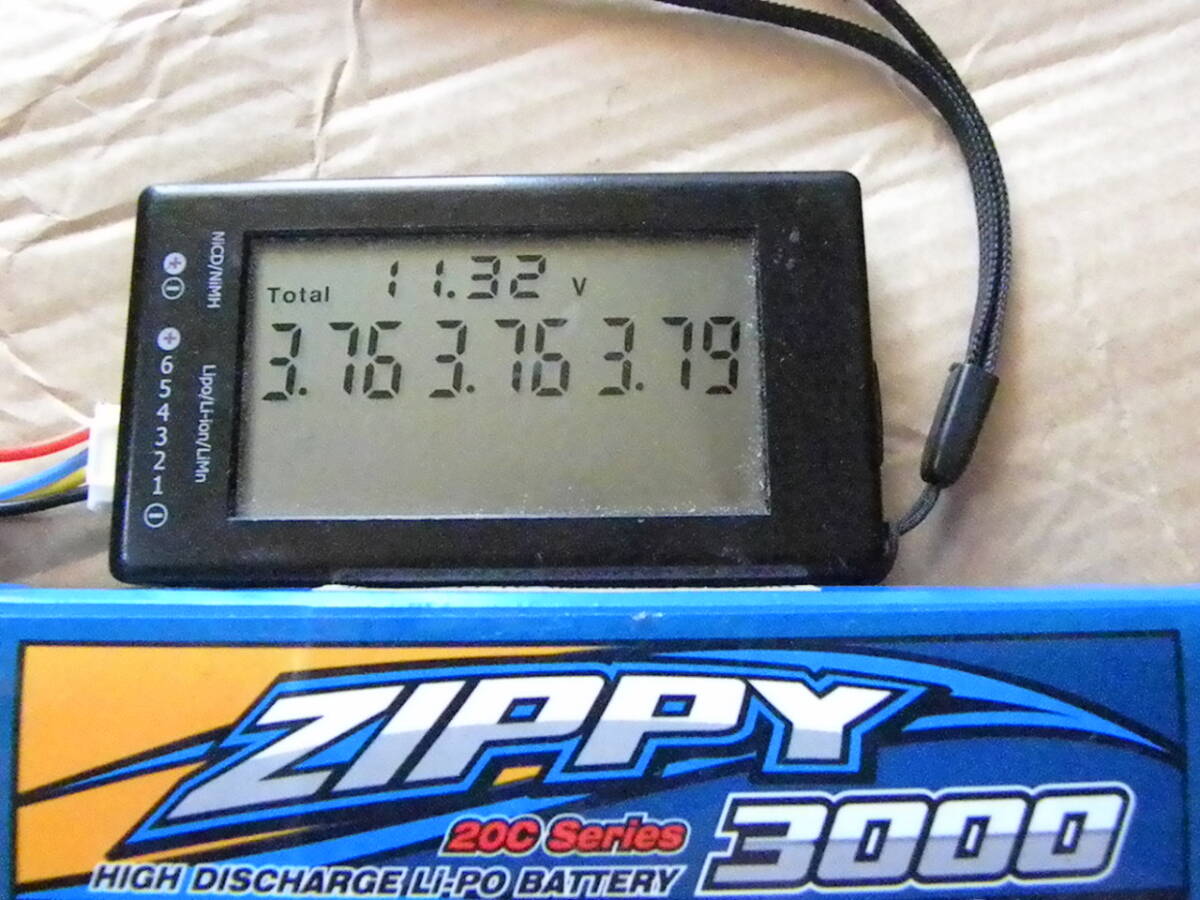 Total 11.32 V
3.76 3.76 3.79
NiCD/NiMH
+
-
Lipo/Li-ion/LiMn
+
6
5
4
3
2
1
-
ZIPPY
20C Series
3000
HIGH DISCHARGE Li-PO BATTERY